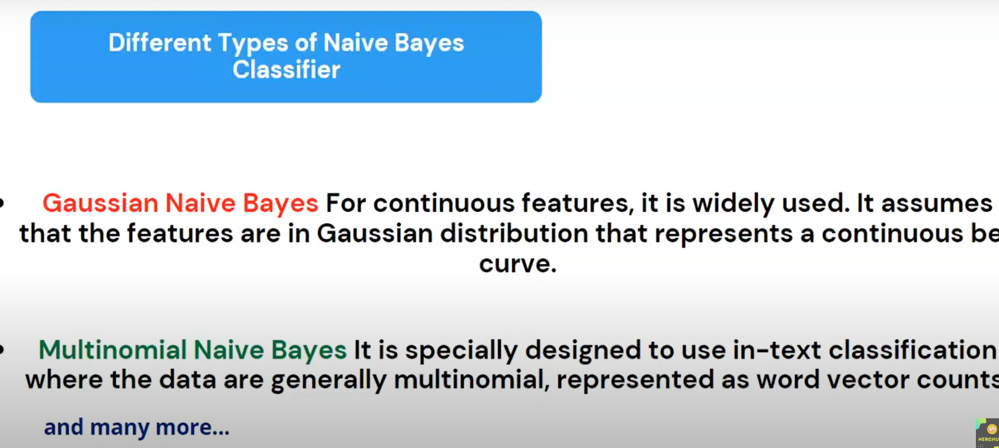 Different Types of Naive Bayes
Classifier
• Gaussian Naive Bayes For continuous features, it is widely used. It assumes
that the features are in Gaussian distribution that represents a continuous
curve.
• Multinomial Naive Bayes It is specially designed to use in-text classification
where the data are generally multinomial, represented as word vector counts
and many more...